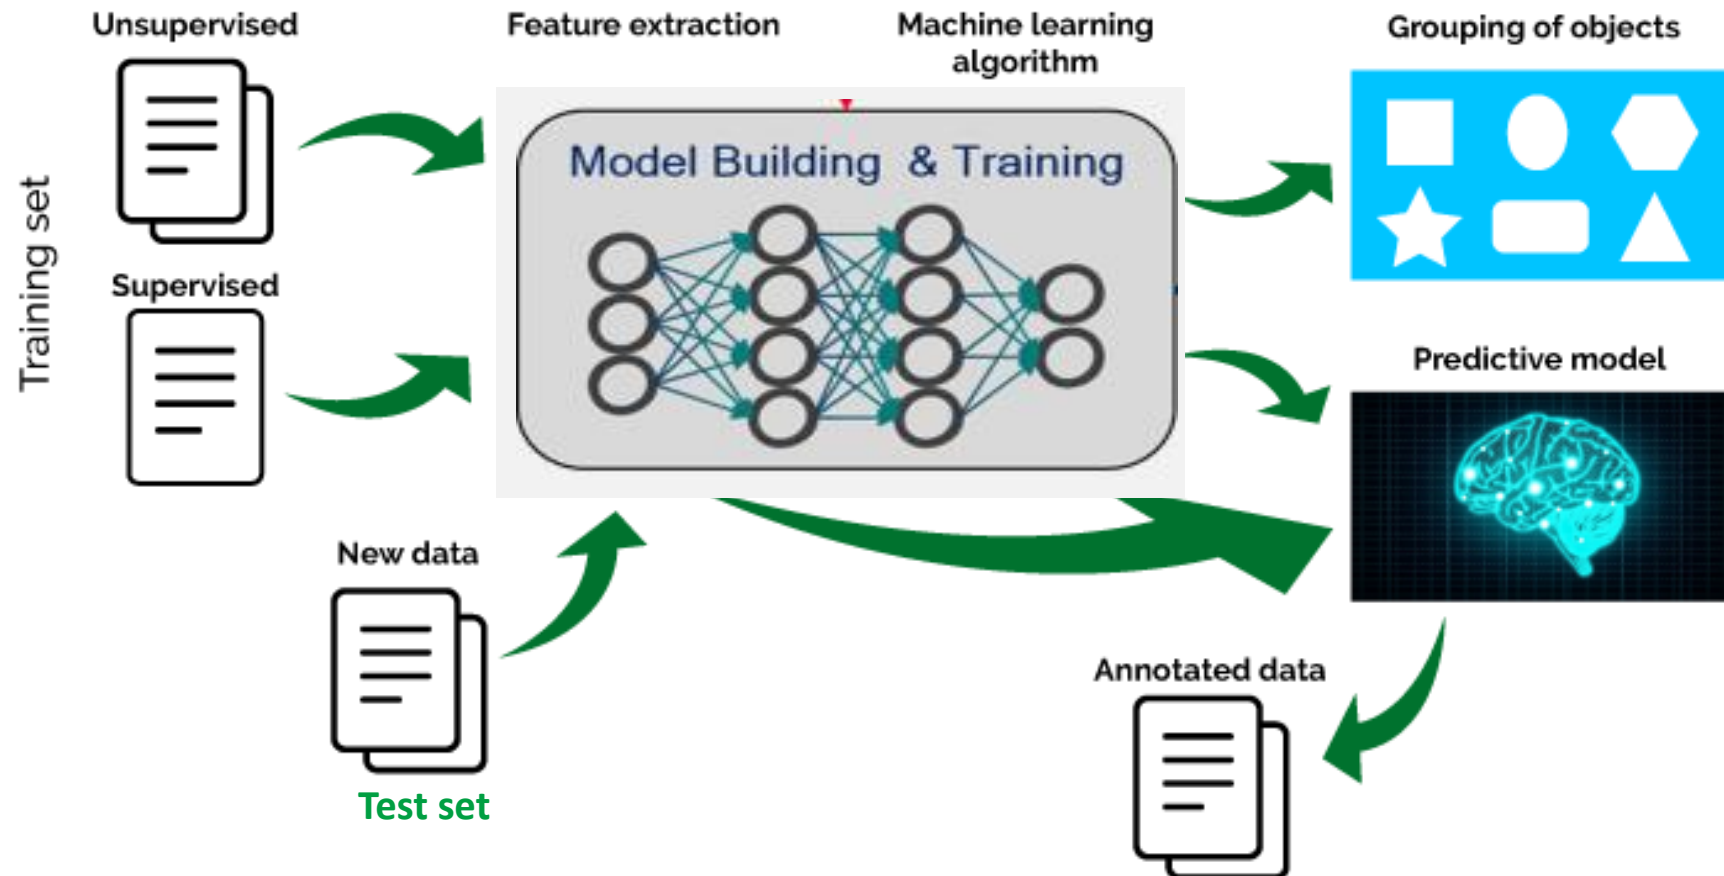 Unsupervised
Feature extraction
Machine learning
algorithm
Grouping of objects
Training set
Model Building & Training
Supervised
Predictive model
New data
Test set
Annotated data